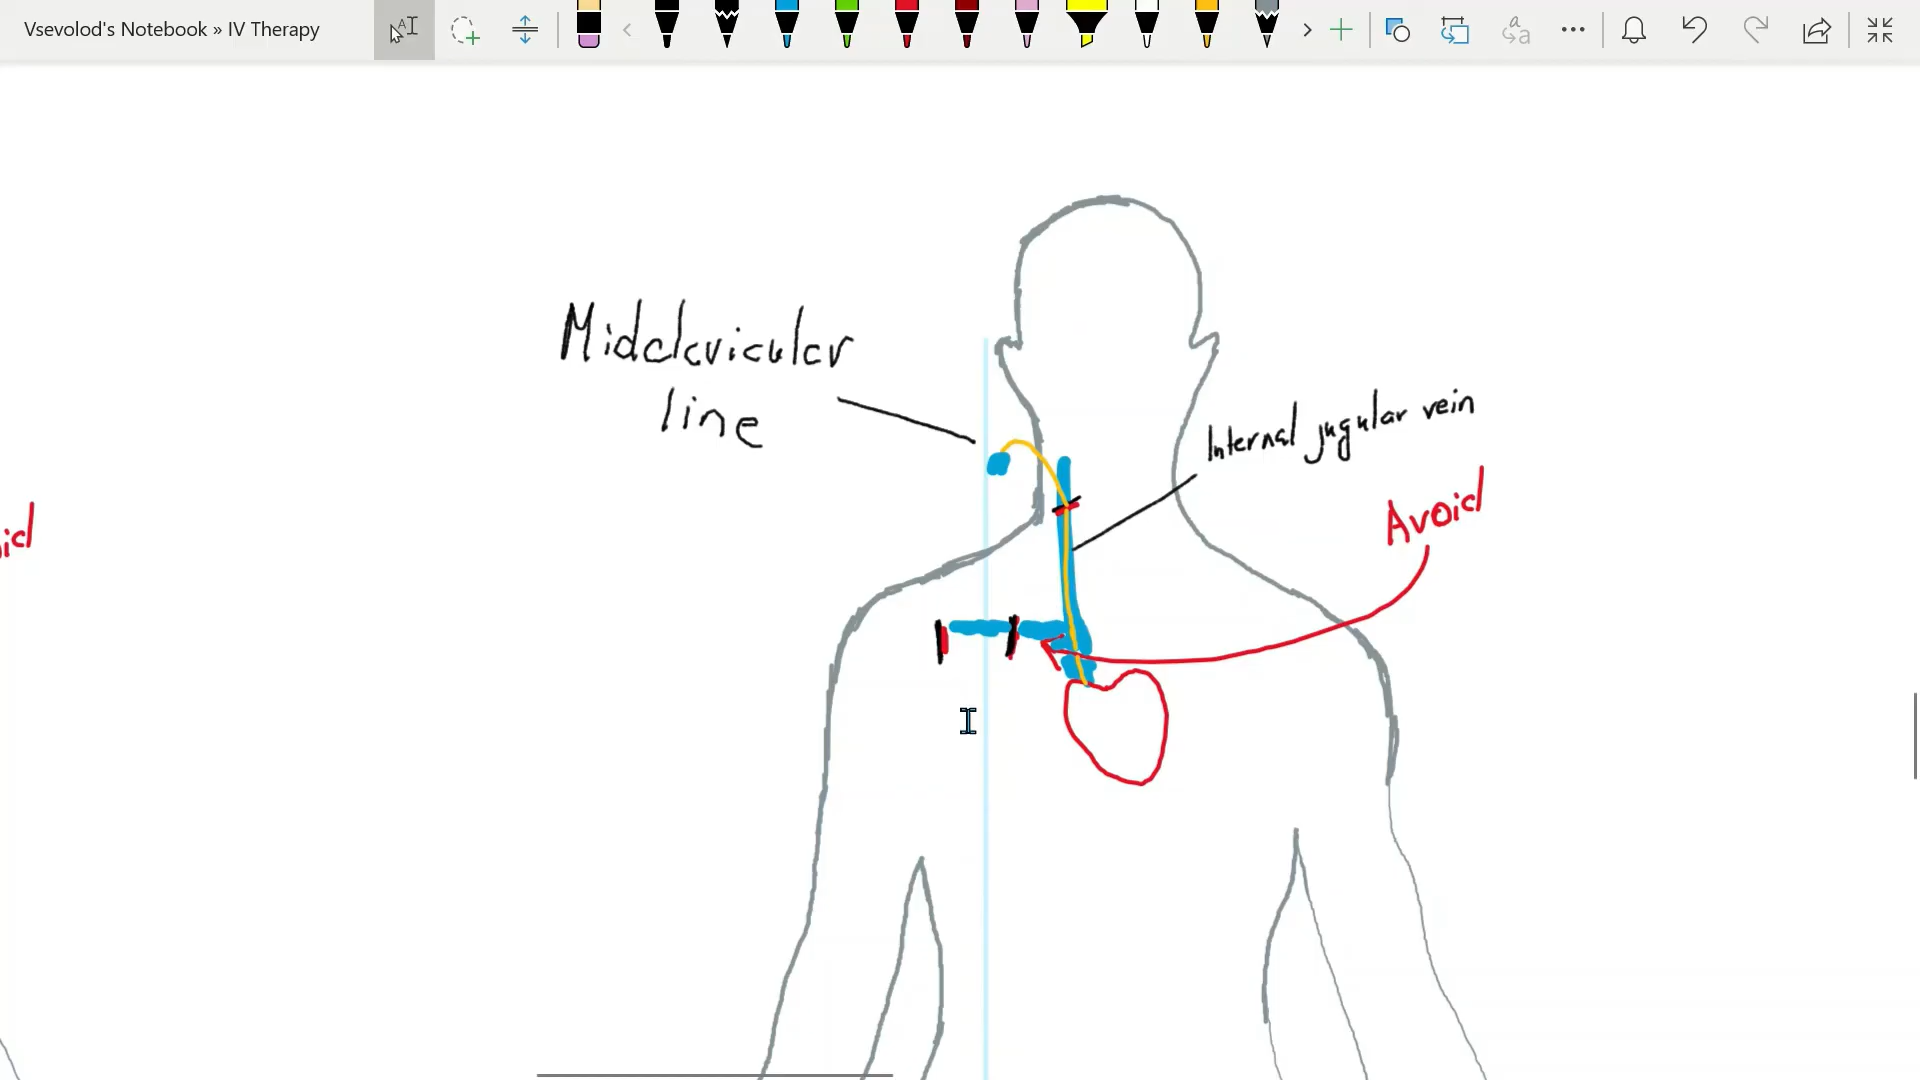 Vsevolod's Notebook » IV Therapy
Midclavicular
line
Internal jugular vein
Avoid